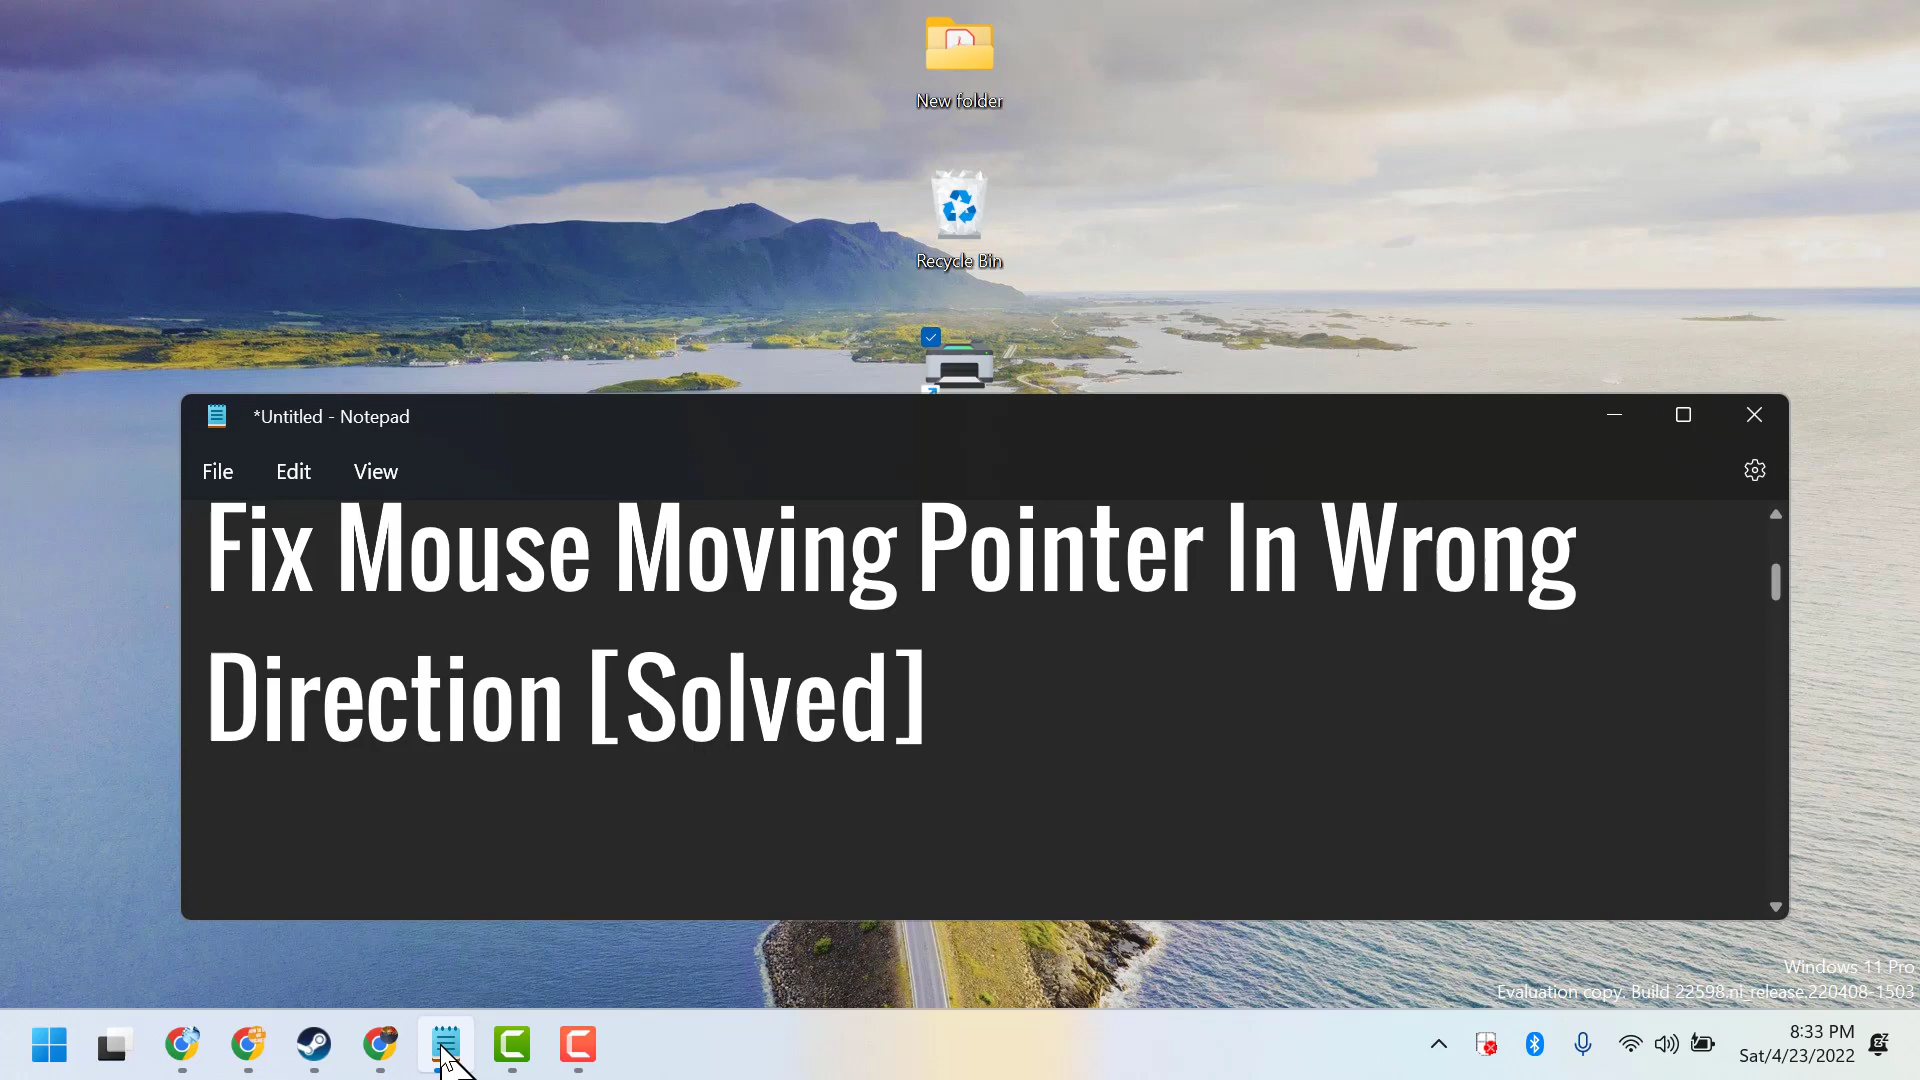 New folder
Recycle Bin
*Untitled - Notepad
File Edit View
Fix Mouse Moving Pointer In Wrong
Direction [Solved]
Windows 11 Pro
Evaluation copy. Build 22598.ni_release.220408-1503
8:33 PM
Sat/4/23/2022